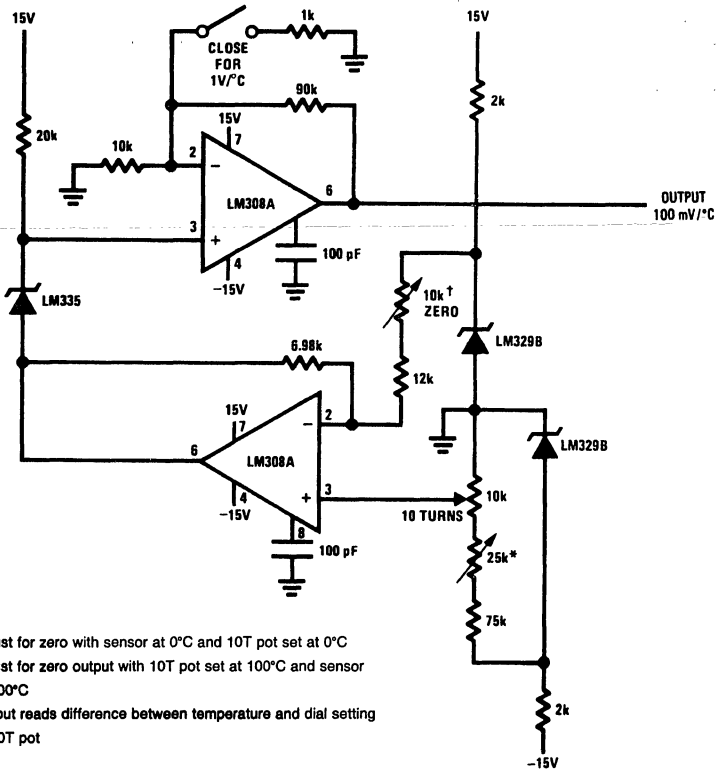 15V
1k
15V
CLOSE
FOR
1V/°C
2k
90k
20k
15V
10k
7
2
−
6
LM308A
OUTPUT
100 mV/°C
3
+
100 pF
4
−15V
10k†
ZERO
LM335
LM329B
6.98k
12k
15V
7
2
−
LM329B
6
LM308A
3
+
10k
10 TURNS
4
−15V
8
100 pF
25k*
75k
ust for zero with sensor at 0°C and 10T pot set at 0°C
ust for zero output with 10T pot set at 100°C and sensor
00°C
put reads difference between temperature and dial setting
0T pot
2k
−15V